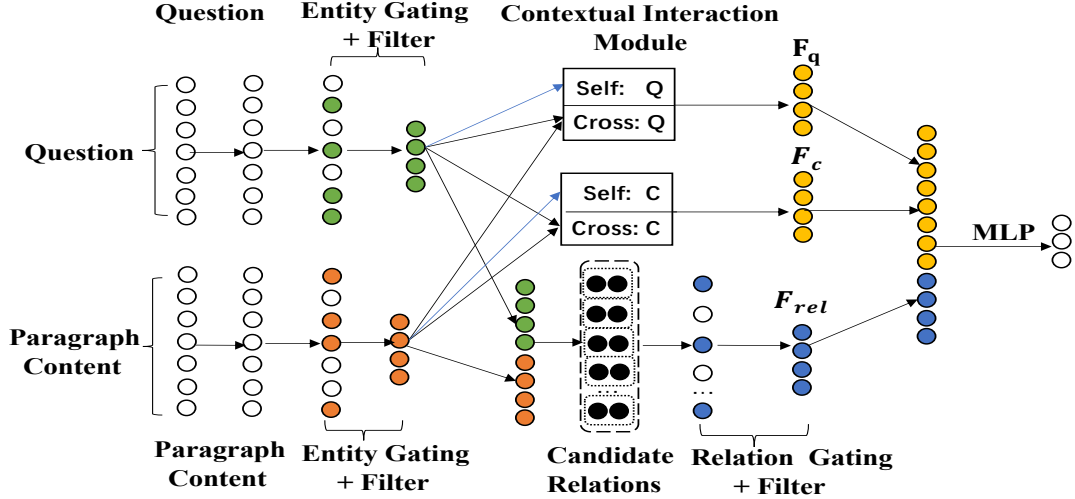 Question
Entity Gating
+ Filter
Contextual Interaction
Module
F_q
Self: Q
Cross: Q
Question
F_c
Self: C
Cross: C
MLP
Paragraph
Content
F_rel
...
...
Paragraph
Content
Entity Gating
+ Filter
Candidate
Relations
Relation Gating
+ Filter